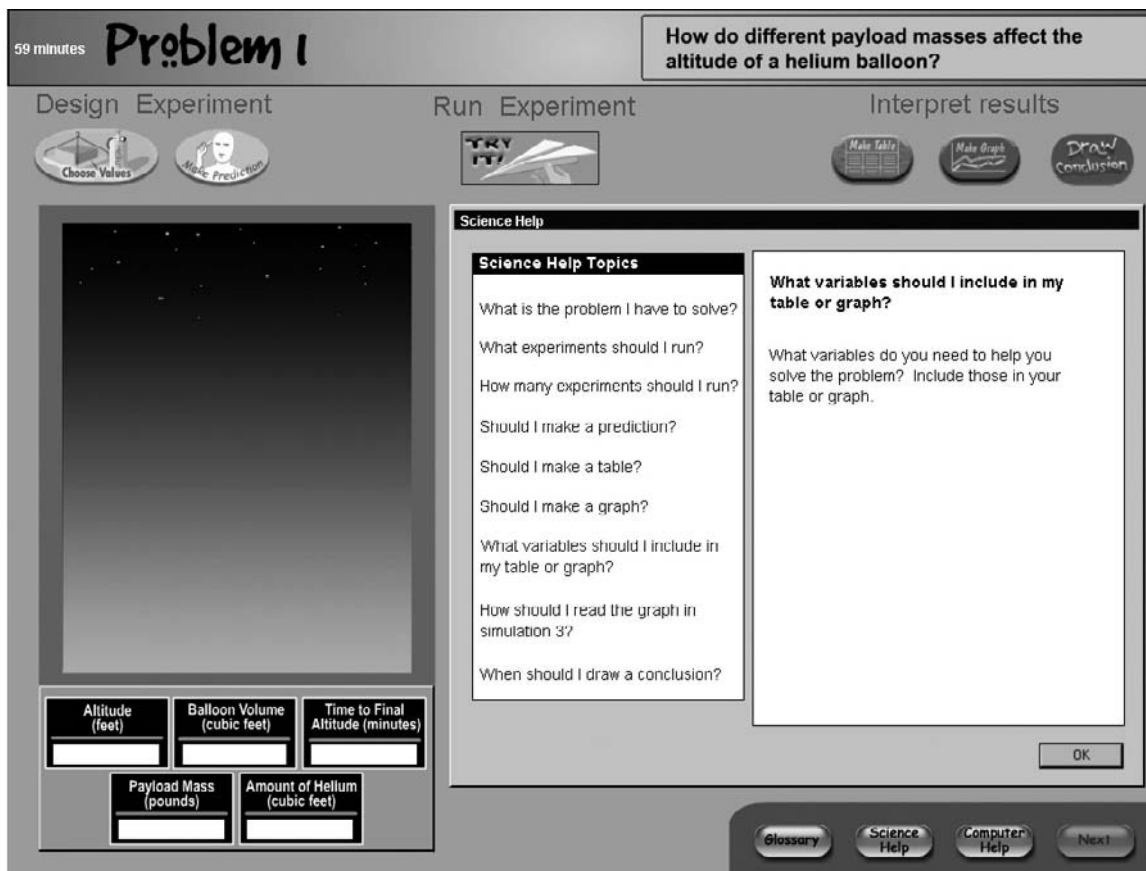 59 minutes
Problem 1
How do different payload masses affect the
altitude of a helium balloon?
Design Experiment
Run Experiment
Interpret results
Choose Values
Make Prediction
TRY
IT!
Make Table
Make Graph
Draw
Conclusion
Science Help
Science Help Topics
What is the problem I have to solve?
What experiments should I run?
How many experiments should I run?
Should I make a prediction?
Should I make a table?
Should I make a graph?
What variables should I include in
my table or graph?
How should I read the graph in
simulation 3?
When should I draw a conclusion?
What variables should I include in my
table or graph?
What variables do you need to help you
solve the problem? Include those in your
table or graph.
OK
Altitude
(feet)
Balloon Volume
(cubic feet)
Time to Final
Altitude (minutes)
Payload Mass
(pounds)
Amount of Helium
(cubic feet)
Glossary
Science
Help
Computer
Help
Next